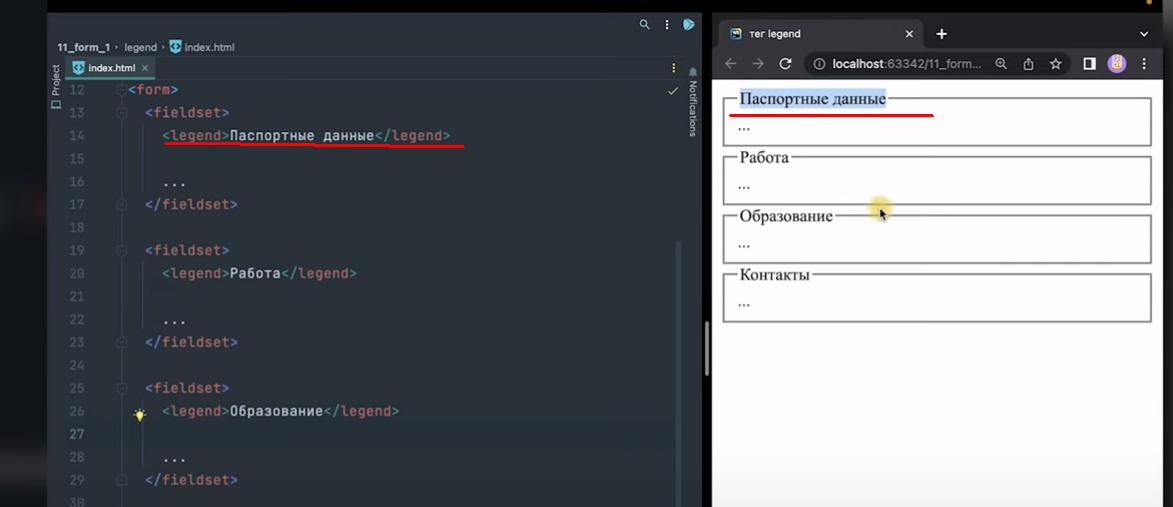 11_form_1 › legend › index.html
Project
index.html
Notifications
12 <form>
13 <fieldset>
14 <legend>Паспортные данные</legend>
15
16 ...
17 </fieldset>
18
19 <fieldset>
20 <legend>Работа</legend>
21
22 ...
23 </fieldset>
24
25 <fieldset>
26 <legend>Образование</legend>
27
28 ...
29 </fieldset>
30
тег legend
localhost:63342/11_form...
Паспортные данные
...
Работа
...
Образование
...
Контакты
...